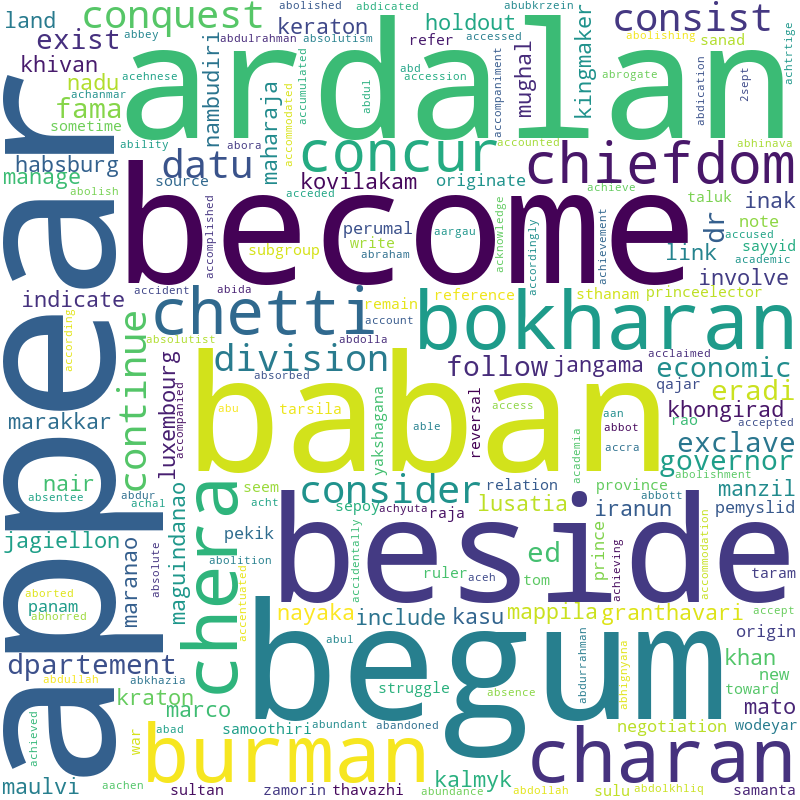 abolished abdicated abubkrzein
land conquest abbey abdulrahman absolutism holdout accessed consist
keraton refer abolishing
exist sanad
khivan acehnese abd accession abrogate achtrtige
nadu achanmar ardalan
fama nambudiri maharaja accommodated accumulated abdul accompaniment mughal kingmaker abdication 2sept
sometime
ability abora concur accounted abhinava
habsburg datu chiefdom
manage source kovilakam originate achieve taluk inak
abolish become
accomplished perumal aargau acknowledge accordingly achievement dr note
write accused sayyid
subgroup abraham link academic
appear
accident abida involve
indicate remain reference sthanam princeelector
chetti bokharan
absolutist account
according continue abdolla acclaimed
division follow jangama economic
luxembourg accompanied absorbed qajar eradi
baban
marakkar abu tarsila access aan khongirad
able abbot rao accepted
yakshagana reversal accra exclave
academia governor
nair chera consider relation province abolishment
absentee abdur achal seem acht manzil
sepoy achyuta lusatia abbott
raja iranun pemyslid
beside
jagiellon maranao absolute maguindanao pekik accidentally
abolition ed prince achieving accommodation
ruler aceh tom taram
aborted accentuated
panam abhorred nayaka include kasu mappila granthavari accept
abul origin
begum
dpartement abkhazia abdurrahman abhignyana khan
abdullah struggle absence new toward
kraton marco mato
achieved samoothiri abundant abandoned negotiation wodeyar
war abad burman charan
aachen kalmyk
maulvi sultan zamorin thavazhi abundance abdollah sulu abdolkhliq samanta